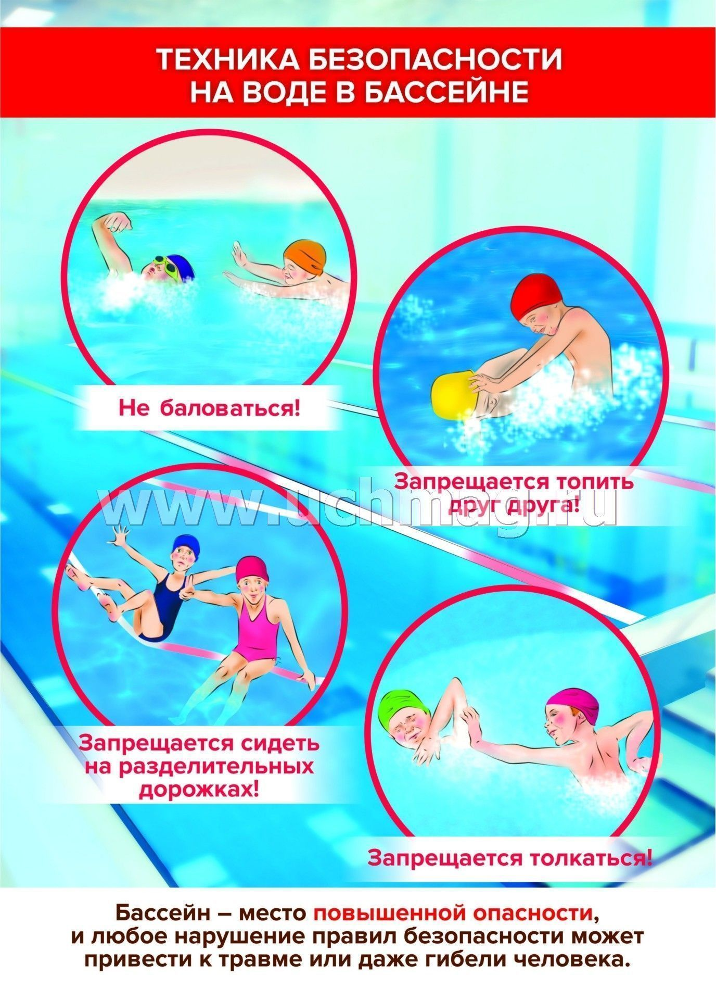 ТЕХНИКА БЕЗОПАСНОСТИ
НА ВОДЕ В БАССЕЙНЕ
Не баловаться!
Запрещается топить
друг друга!
www.uchmag.ru
Запрещается сидеть
на разделительных
дорожках!
Запрещается толкаться!
Бассейн – место повышенной опасности,
и любое нарушение правил безопасности может
привести к травме или даже гибели человека.